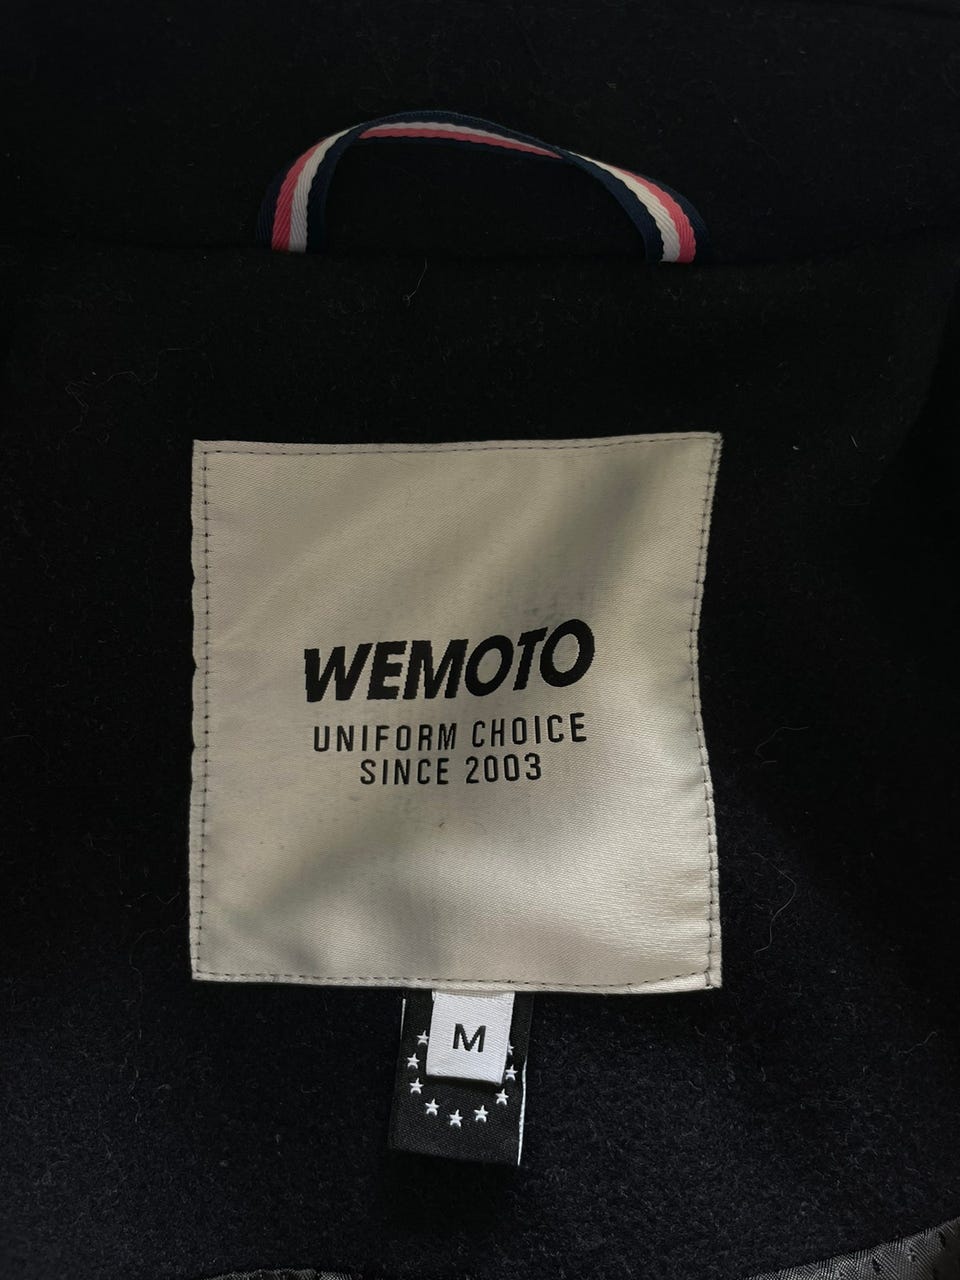 WEMOTO
UNIFORM CHOICE
SINCE 2003
M